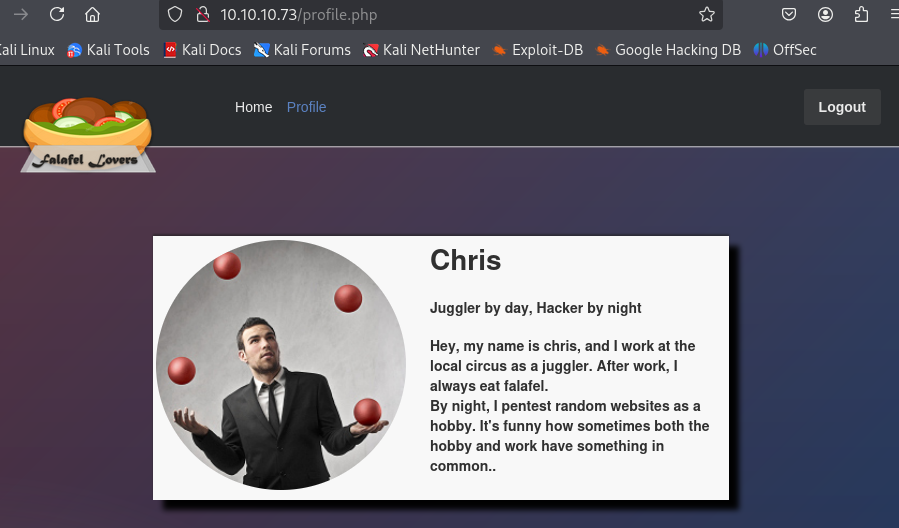 10.10.10.73/profile.php
Kali Linux Kali Tools Kali Docs Kali Forums Kali NetHunter Exploit-DB Google Hacking DB OffSec
Home Profile Logout
Falafel Lovers
Chris
Juggler by day, Hacker by night
Hey, my name is chris, and I work at the
local circus as a juggler. After work, I
always eat falafel.
By night, I pentest random websites as a
hobby. It's funny how sometimes both the
hobby and work have something in
common..